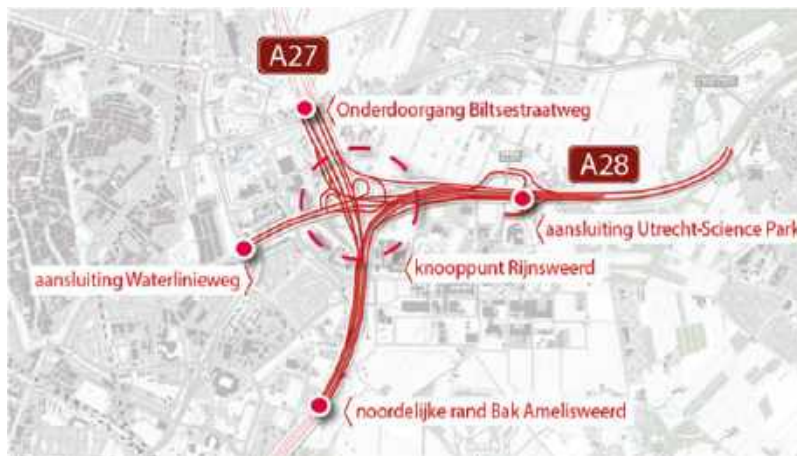 A27
Onderdoorgang Biltsestraatweg
A28
aansluiting Utrecht-Science Park
aansluiting Waterlinieweg
knooppunt Rijnsweerd
noordelijke rand Bak Amelisweerd